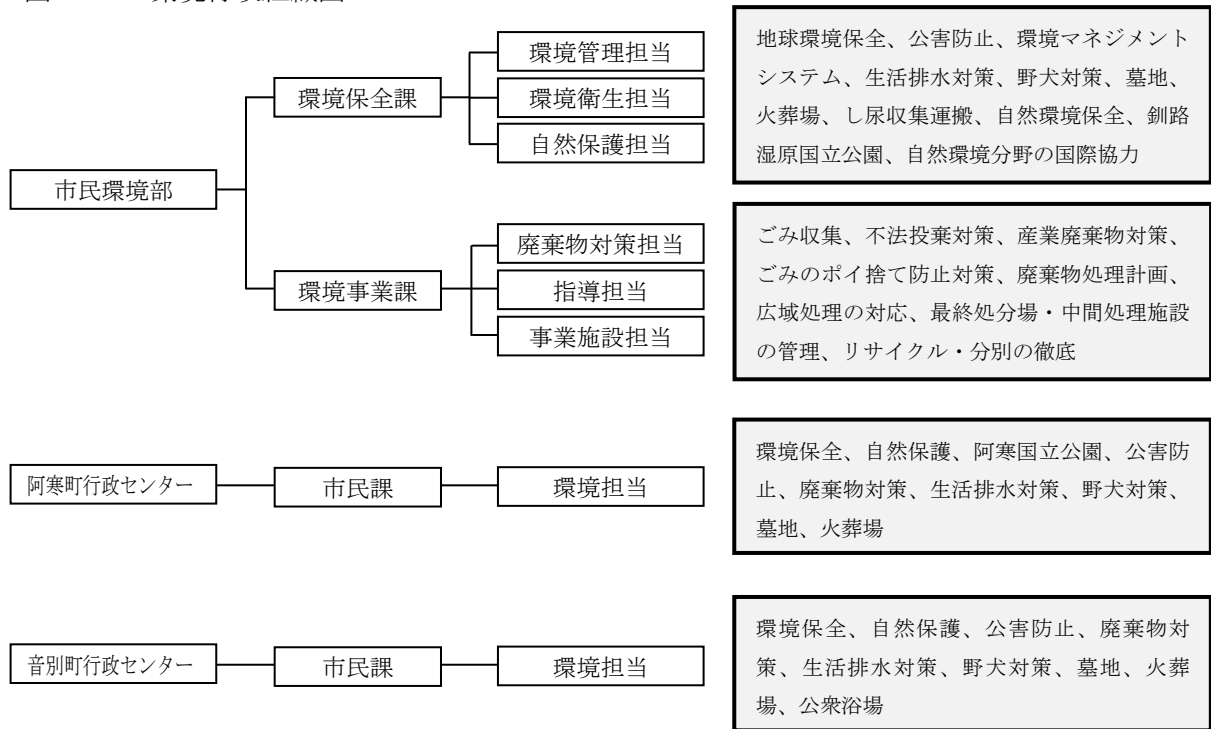 環境管理担当
環境保全課
環境衛生担当
自然保護担当
地球環境保全、公害防止、環境マネジメント
システム、生活排水対策、野犬対策、墓地、
火葬場、し尿収集運搬、自然環境保全、釧路
湿原国立公園、自然環境分野の国際協力
市民環境部
廃棄物対策担当
環境事業課
指導担当
事業施設担当
ごみ収集、不法投棄対策、産業廃棄物対策、
ごみのポイ捨て防止対策、廃棄物処理計画、
広域処理の対応、最終処分場・中間処理施設
の管理、リサイクル・分別の徹底
阿寒町行政センター
市民課
環境担当
環境保全、自然保護、阿寒国立公園、公害防
止、廃棄物対策、生活排水対策、野犬対策、
墓地、火葬場
音別町行政センター
市民課
環境担当
環境保全、自然保護、公害防止、廃棄物対
策、生活排水対策、野犬対策、墓地、火葬
場、公衆浴場